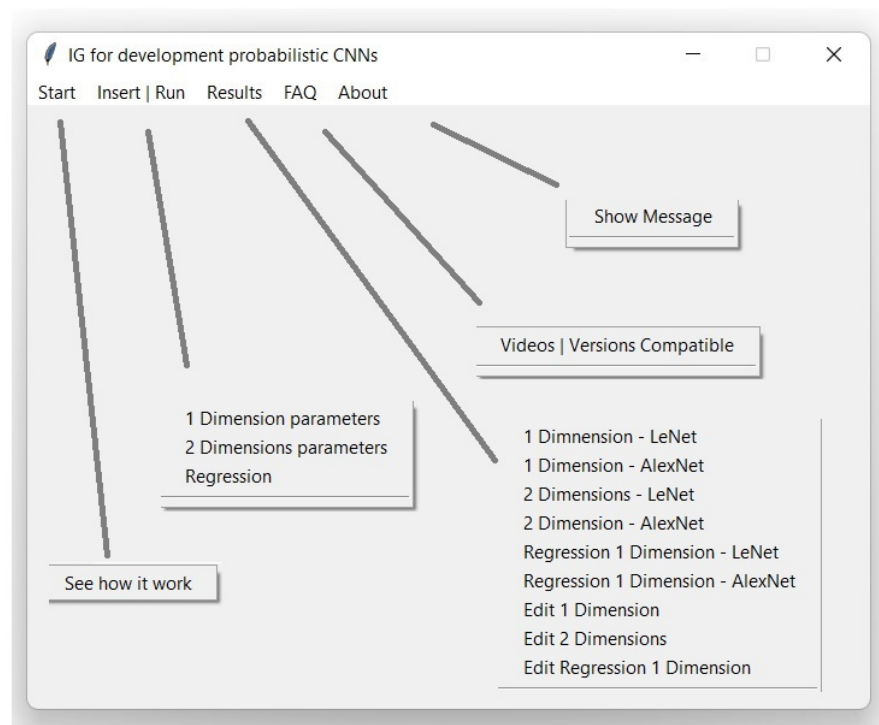 IG for development probabilistic CNNs
Start Insert | Run Results FAQ About
Show Message
Videos | Versions Compatible
1 Dimension parameters
2 Dimensions parameters
Regression
1 Dimnension - LeNet
1 Dimension - AlexNet
2 Dimensions - LeNet
2 Dimension - AlexNet
Regression 1 Dimension - LeNet
Regression 1 Dimension - AlexNet
Edit 1 Dimension
Edit 2 Dimensions
Edit Regression 1 Dimension
See how it work